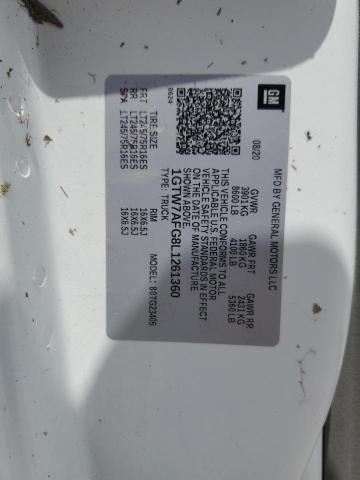 GM
MFD BY GENERAL MOTORS LLC
08/20 GVWR GAWR FRT GAWR RR
3901 KG 1860 KG 2431 KG
8600 LB 4100 LB 5360 LB
THIS VEHICLE CONFORMS TO ALL
APPLICABLE U.S. FEDERAL MOTOR
VEHICLE SAFETY STANDARDS IN EFFECT
ON THE DATE OF MANUFACTURE
SHOWN ABOVE.
1GTW7AFG8L1261360
TYPE: TRUCK MODEL: 80TG23405
B624
TIRE SIZE RIM
FRT LT245/75R16ES 16X6.5J
RR LT245/75R16ES 16X6.5J
SPA LT245/75R16ES 16X6.5J